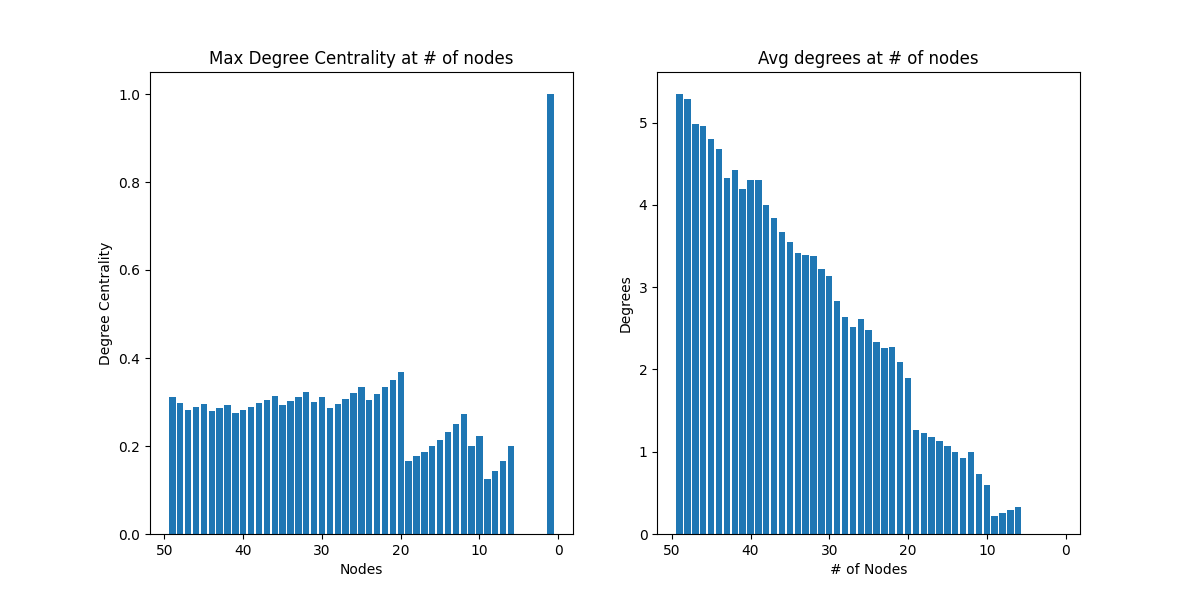 Max Degree Centrality at # of nodes
1.0
0.8
0.6
0.4
0.2
0.0
Degree Centrality
50 40 30 20 10 0
Nodes
Avg degrees at # of nodes
5
4
3
2
1
0
Degrees
50 40 30 20 10 0
# of Nodes